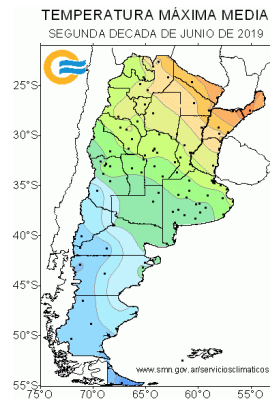 TEMPERATURA MÁXIMA MEDIA
SEGUNDA DECADA DE JUNIO DE 2019
25°S
30°S
35°S
40°S
45°S
50°S
www.smn.gov.ar/serviciosclimaticos
55°S
75°W 70°W 65°W 60°W 55°W